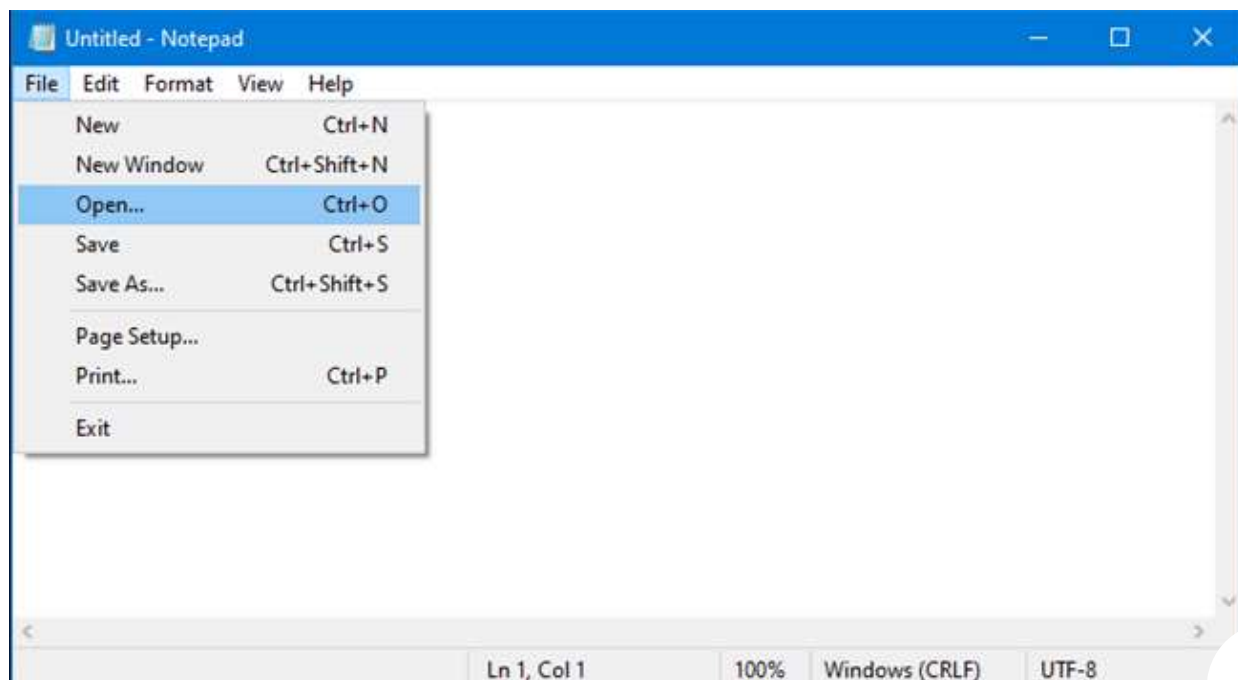 Untitled - Notepad
File Edit Format View Help
New Ctrl+N
New Window Ctrl+Shift+N
Open... Ctrl+O
Save Ctrl+S
Save As... Ctrl+Shift+S
Page Setup...
Print... Ctrl+P
Exit
Ln 1, Col 1 100% Windows (CRLF) UTF-8